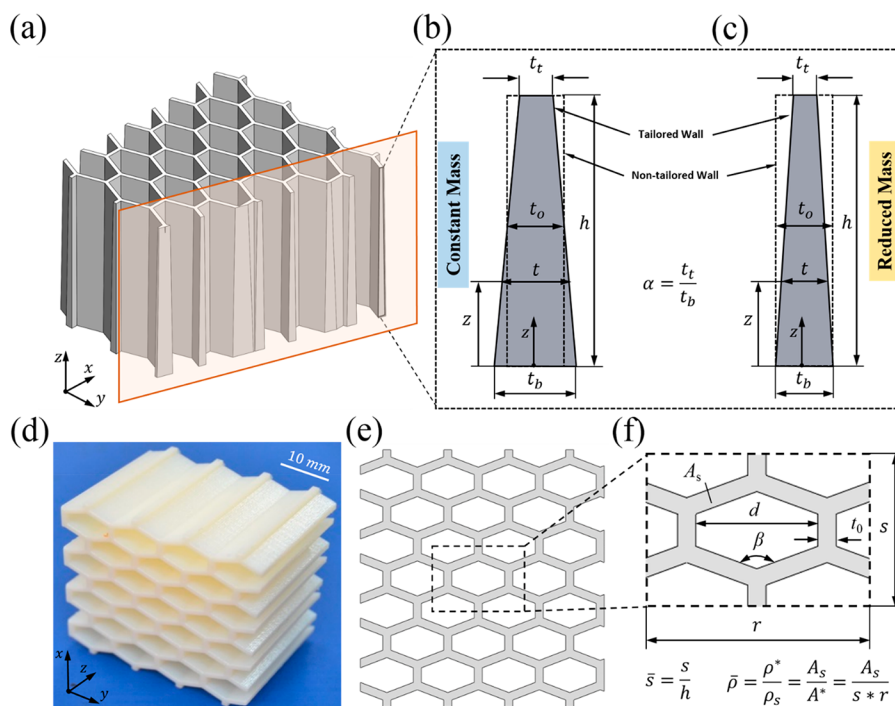 (a)
z
x
y
(b)
t_t
Constant Mass
t_o
t
z
z
h
t_b
Tailored Wall
Non-tailored Wall
α = t_t / t_b
(c)
t_t
t_o
t
z
z
h
t_b
Reduced Mass
(d)
10 mm
x
z
y
(e)
(f)
A_s
d
t_0
β
s
r
s̄ = s / h
ρ̄ = ρ* / ρ_s = A_s / A* = A_s / s * r